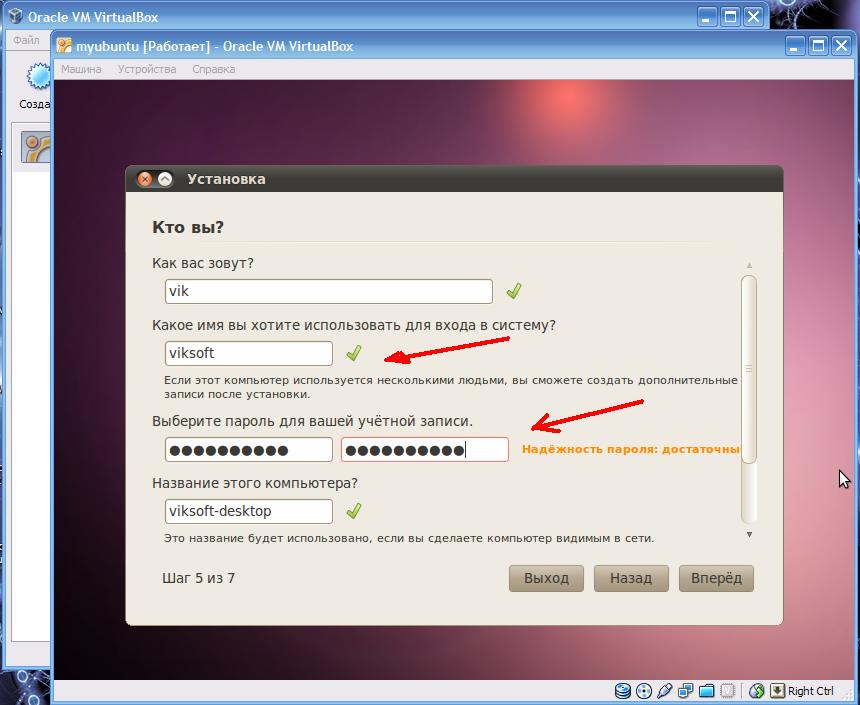 Oracle VM VirtualBox
Файл
myubuntu [Работает] - Oracle VM VirtualBox
Машина Устройства Справка
Созда
Установка
Кто вы?
Как вас зовут?
vik
Какое имя вы хотите использовать для входа в систему?
viksoft
Если этот компьютер используется несколькими людьми, вы сможете создать дополнительные
записи после установки.
Выберите пароль для вашей учётной записи.
Надёжность пароля: достаточны
Название этого компьютера?
viksoft-desktop
Это название будет использовано, если вы сделаете компьютер видимым в сети.
Шаг 5 из 7
Выход Назад Вперёд
Right Ctrl